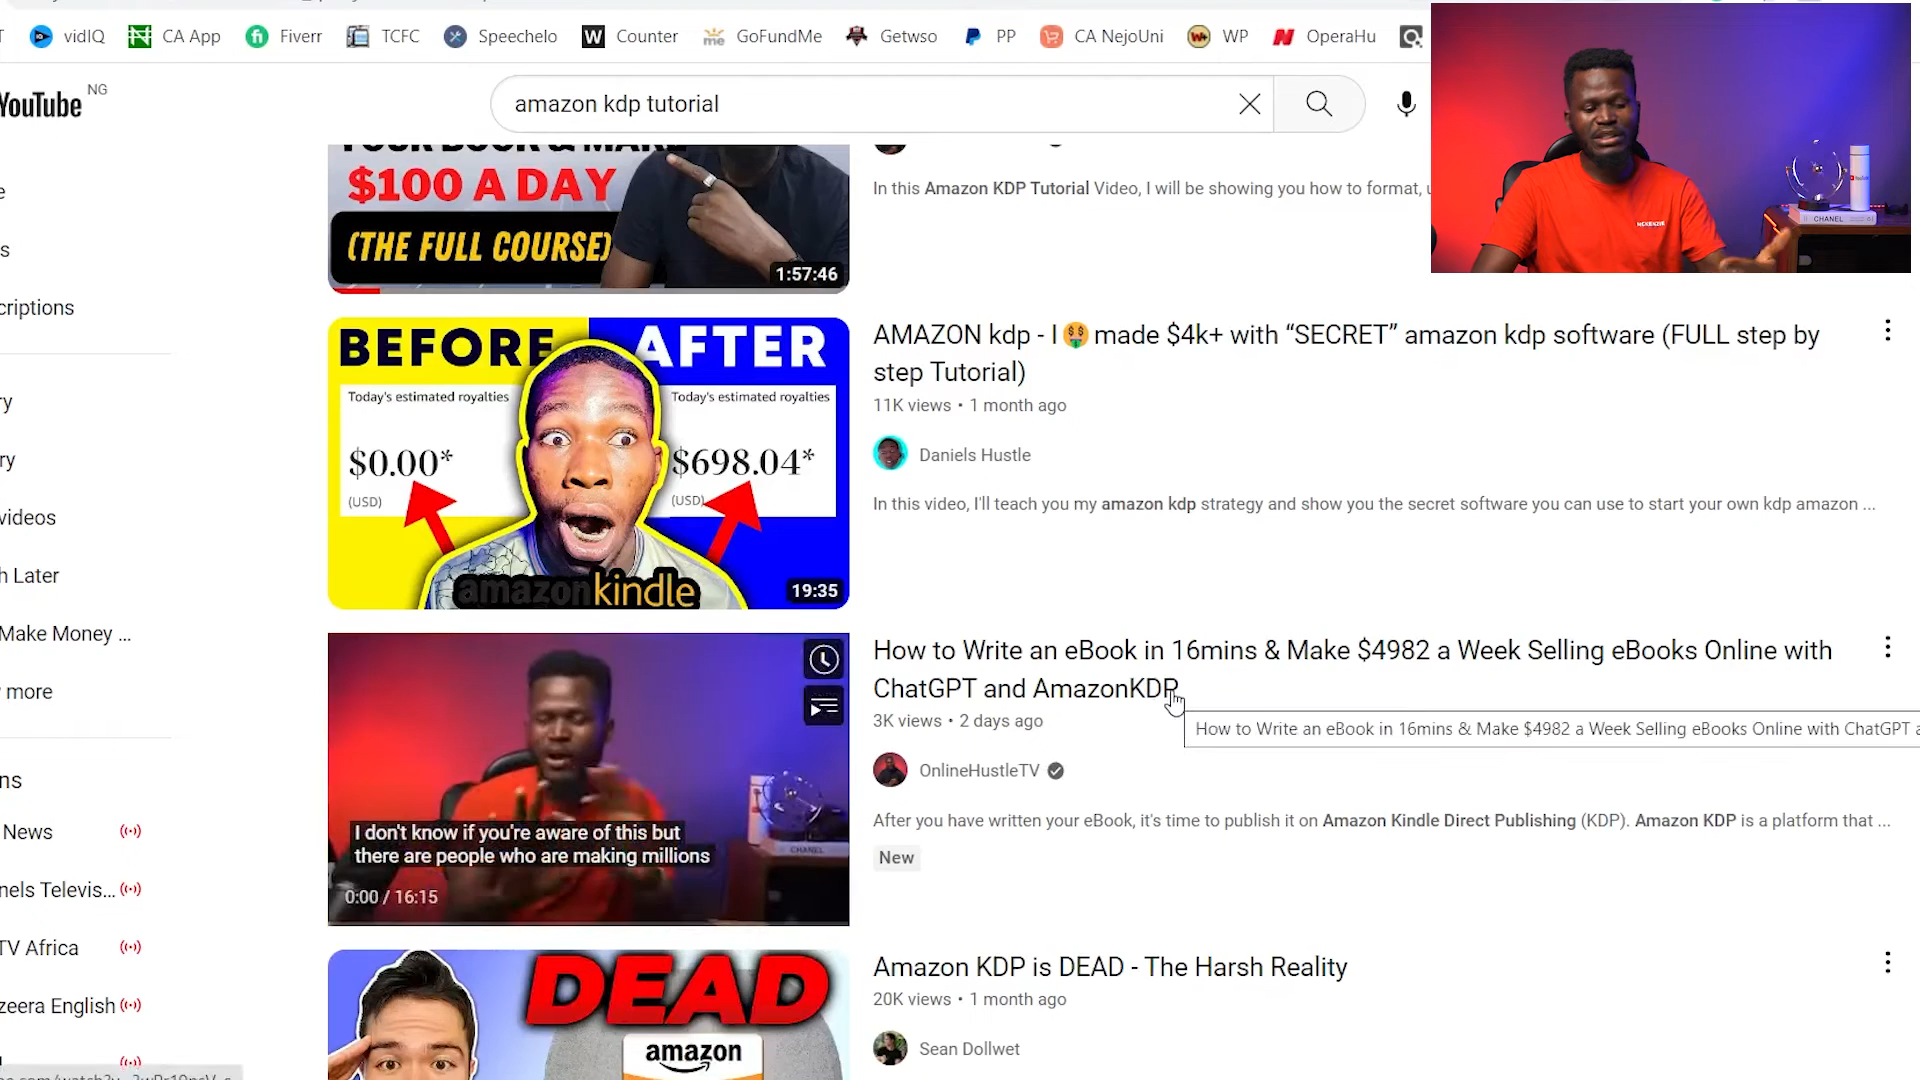 vidIQ
CA App
Fiverr
TCFC
Speechelo
W Counter
me GoFundMe
Getwso
PP
CA NejoUni
WP
OperaHu
YouTube NG
amazon kdp tutorial
$100 A DAY
(THE FULL COURSE)
1:57:46
In this Amazon KDP Tutorial Video, I will be showing you how to format,
CHANEL
criptions
videos
h Later
Make Money ...
more
News
nels Televis...
TV Africa
zeera English
BEFORE AFTER
Today's estimated royalties
$0.00*
(USD)
Today's estimated royalties
$698.04*
(USD)
amazonkindle
19:35
AMAZON kdp - I🤑made $4k+ with “SECRET” amazon kdp software (FULL step by
step Tutorial)
11K views • 1 month ago
Daniels Hustle
In this video, I'll teach you my amazon kdp strategy and show you the secret software you can use to start your own kdp amazon ...
I don't know if you're aware of this but
there are people who are making millions
0:00 / 16:15
CHANEL
How to Write an eBook in 16mins & Make $4982 a Week Selling eBooks Online with
ChatGPT and AmazonKDP
3K views • 2 days ago
How to Write an eBook in 16mins & Make $4982 a Week Selling eBooks Online with ChatGPT a
OnlineHustleTV
After you have written your eBook, it's time to publish it on Amazon Kindle Direct Publishing (KDP). Amazon KDP is a platform that ...
New
DEAD
amazon
Amazon KDP is DEAD - The Harsh Reality
20K views • 1 month ago
Sean Dollwet